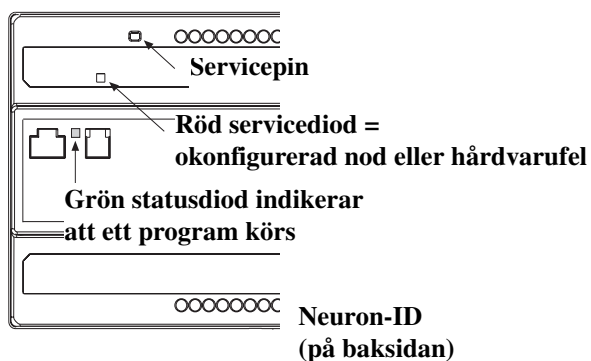 Servicepin
Röd servicediod =
okonfigurerad nod eller hårdvarufel
Grön statusdiod indikerar
att ett program körs
Neuron-ID
(på baksidan)